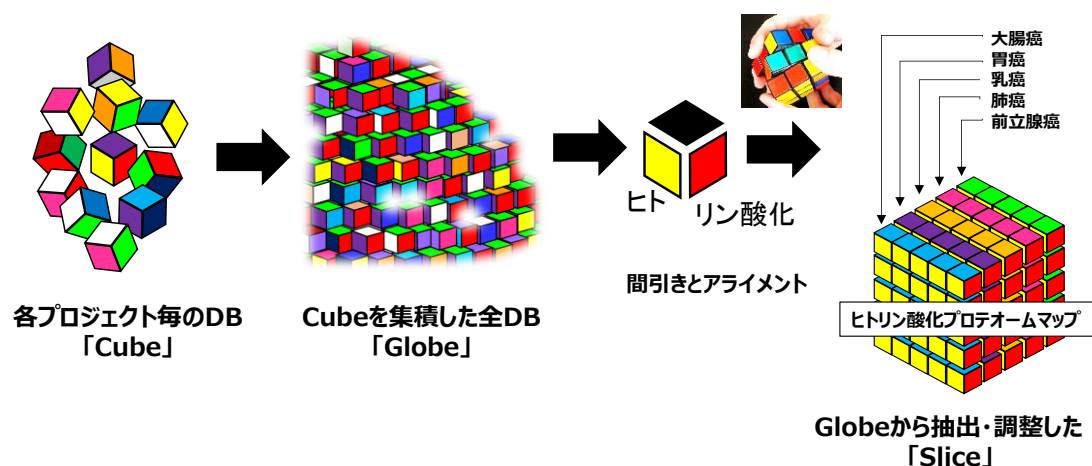 大腸癌
胃癌
乳癌
肺癌
前立腺癌
ヒト
リン酸化
間引きとアライメント
ヒトリン酸化プロテオームマップ
各プロジェクト毎のDB
「Cube」
Cubeを集積した全DB
「Globe」
Globeから抽出・調整した
「Slice」